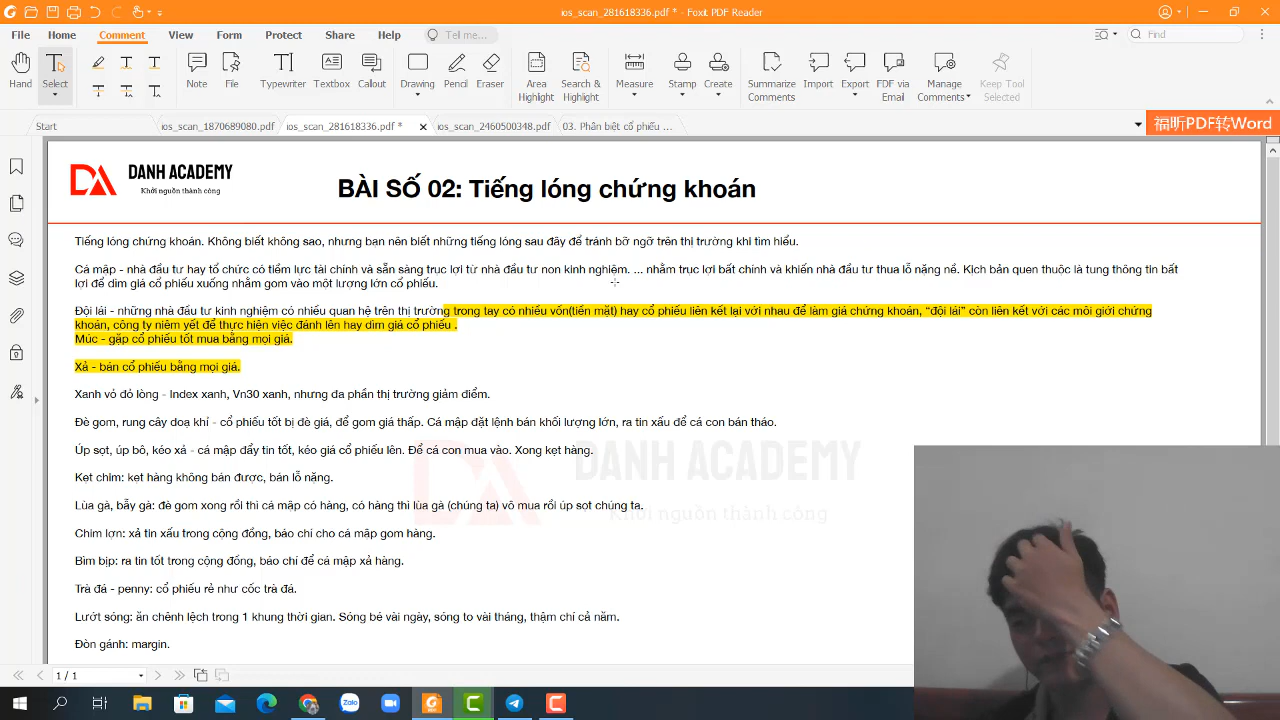 ios_scan_281618336.pdf * - Foxit PDF Reader
File Home Comment View Form Protect Share Help Tell me... Find
Hand Select Note File Typewriter Textbox Callout Drawing Pencil Eraser Area Highlight Search & Highlight Measure Stamp Create Summarize Comments Import Export PDF via Email Manage Comments Keep Tool Selected
Start ios_scan_1870689080.pdf ios_scan_281618336.pdf * ios_scan_2460500348.pdf 03. Phân biệt cổ phiếu ... 福昕PDF转Word
DANH ACADEMY
Khởi nguồn thành công
BÀI SỐ 02: Tiếng lóng chứng khoán
Tiếng lóng chứng khoán. Không biết không sao, nhưng bạn nên biết những tiếng lóng sau đây để tránh bỡ ngỡ trên thị trường khi tìm hiểu.
Cá mập - nhà đầu tư hay tổ chức có tiềm lực tài chính và sẵn sàng trục lợi từ nhà đầu tư non kinh nghiệm. ... nhằm trục lợi bất chính và khiến nhà đầu tư thua lỗ nặng nề. Kịch bản quen thuộc là tung thông tin bất
lợi để dìm giá cổ phiếu xuống nhằm gom vào một lượng lớn cổ phiếu.
Đội lái - những nhà đầu tư kinh nghiệm có nhiều quan hệ trên thị trường trong tay có nhiều vốn(tiền mặt) hay cổ phiếu liên kết lại với nhau để làm giá chứng khoán, “đội lái” còn liên kết với các môi giới chứng
khoán, công ty niêm yết để thực hiện việc đánh lên hay dìm giá cổ phiếu .
Múc - gặp cổ phiếu tốt mua bằng mọi giá.
Xả - bán cổ phiếu bằng mọi giá.
Xanh vỏ đỏ lòng - Index xanh, Vn30 xanh, nhưng đa phần thị trường giảm điểm.
Đè gom, rung cây doạ khỉ - cổ phiếu tốt bị đè giá, để gom giá thấp. Cá mập đặt lệnh bán khối lượng lớn, ra tin xấu để cá con bán tháo.
Úp sọt, úp bô, kéo xả - cá mập đẩy tin tốt, kéo giá cổ phiếu lên. Để cá con mua vào. Xong kẹt hàng.
Kẹt chim: kẹt hàng không bán được, bán lỗ nặng.
Lùa gà, bẫy gà: đè gom xong rồi thì cá mập có hàng, có hàng thì lùa gà (chúng ta) vô mua rồi úp sọt chúng ta.
Chim lợn: xả tin xấu trong cộng đồng, báo chí cho cá mập gom hàng.
Bìm bịp: ra tin tốt trong cộng đồng, báo chí để cá mập xả hàng.
Trà đá - penny: cổ phiếu rẻ như cốc trà đá.
Lướt sóng: ăn chênh lệch trong 1 khung thời gian. Sóng bé vài ngày, sóng to vài tháng, thậm chí cả năm.
Đòn gánh: margin.
DANH ACADEMY
Khởi nguồn thành công
1 / 1
Zalo